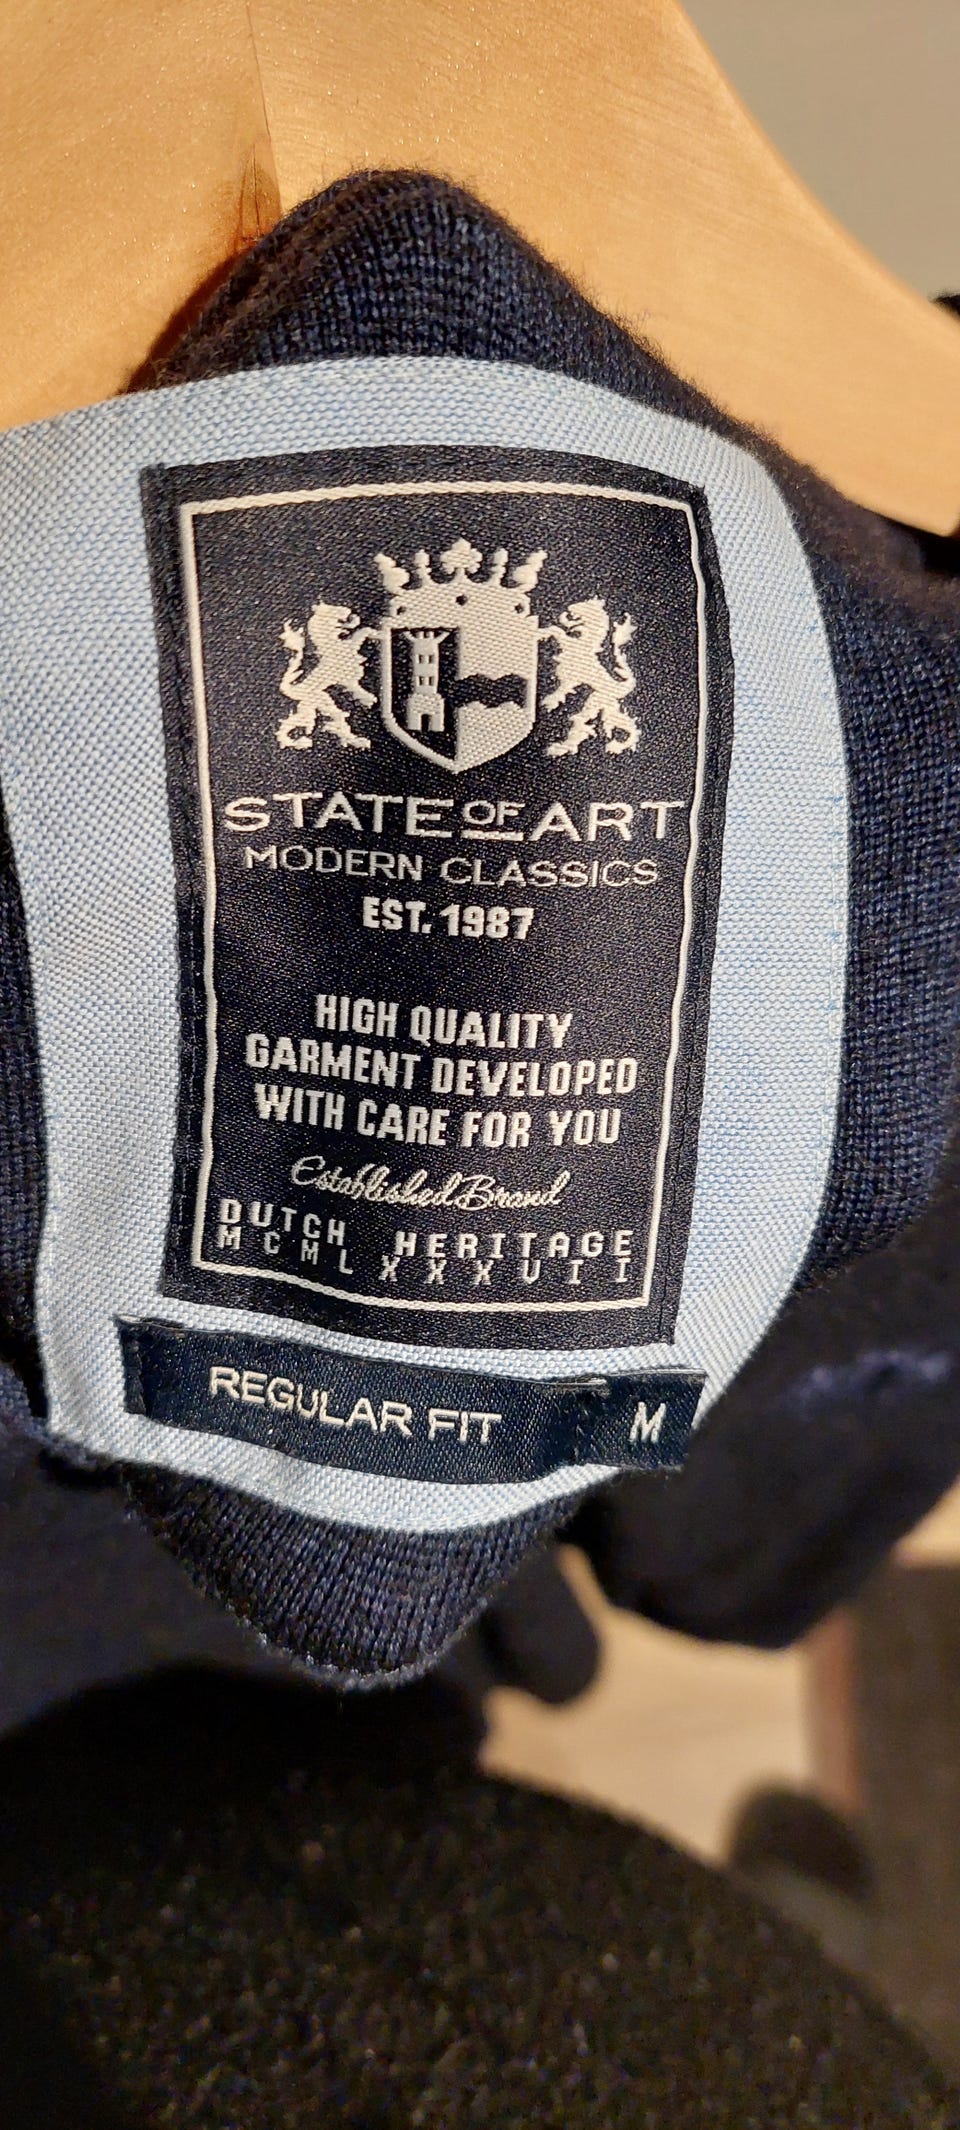 STATE OF ART
MODERN CLASSICS
EST. 1987
HIGH QUALITY
GARMENT DEVELOPED
WITH CARE FOR YOU
Established Brand
DUTCH HERITAGE
MCMLXXXVII
REGULAR FIT M